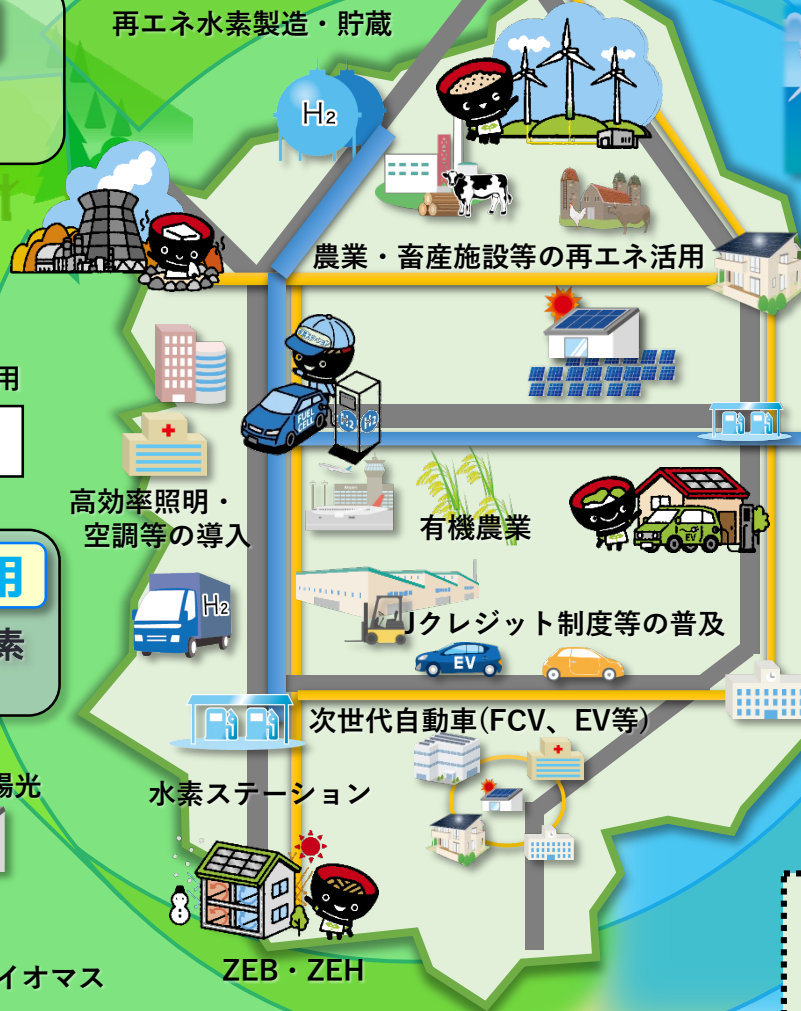 再エネ水素製造・貯蔵
H₂
農業・畜産施設等の再エネ活用
用
FUEL
CELL
H₂
H₂
高効率照明・
空調等の導入
有機農業
EV
用
素
H₂
Jクレジット制度等の普及
EV
次世代自動車(FCV、EV等)
陽光
水素ステーション
イオマス
ZEB・ZEH